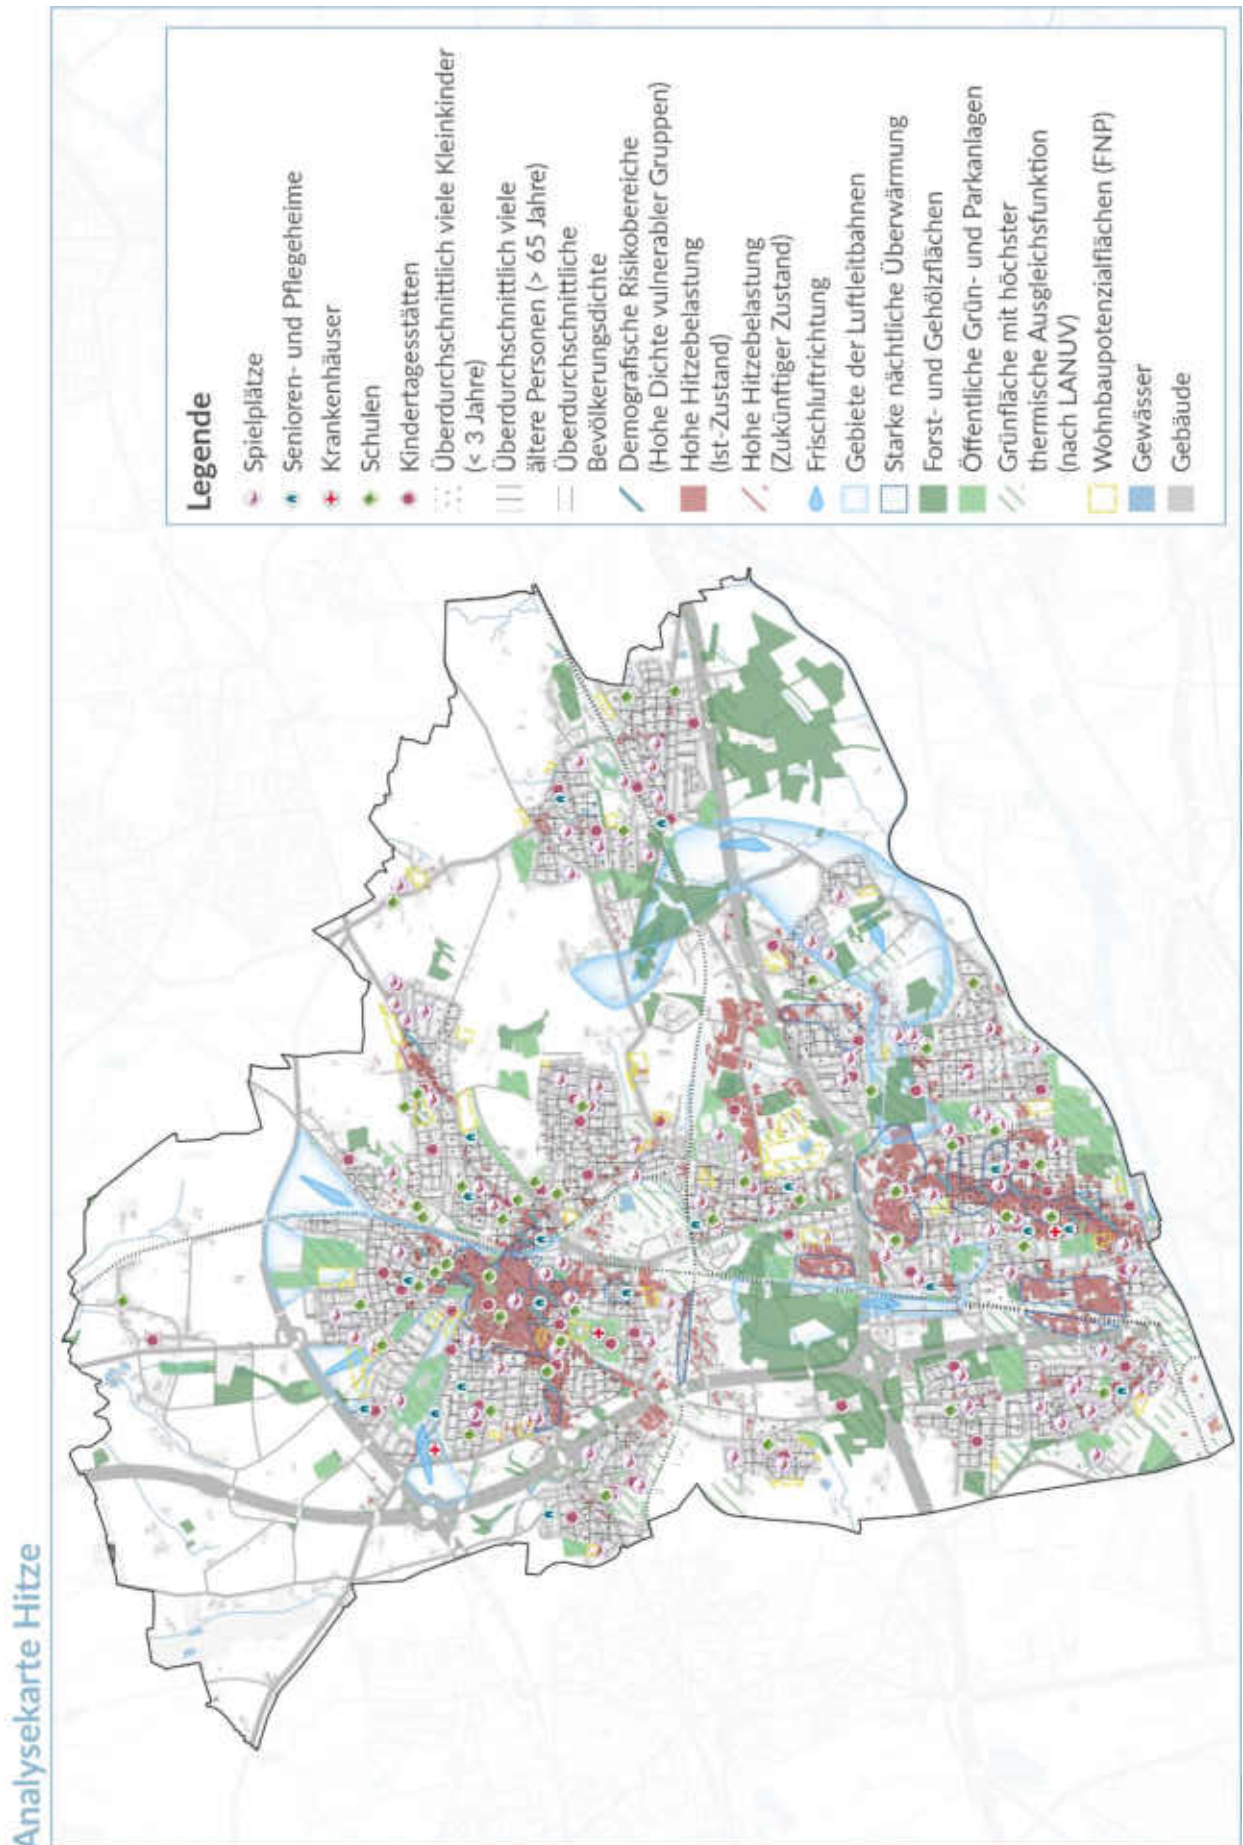 Analysekarte Hitze
Legende
Spielplätze
Senioren- und Pflegeheime
Krankenhäuser
Schulen
Kindertagesstätten
Überdurchschnittlich viele Kleinkinder
(< 3 Jahre)
Überdurchschnittlich viele
ältere Personen (> 65 Jahre)
Überdurchschnittliche
Bevölkerungsdichte
Demografische Risikobereiche
(Hohe Dichte vulnerabler Gruppen)
Hohe Hitzebelastung
(Ist-Zustand)
Hohe Hitzebelastung
(Zukünftiger Zustand)
Frischluftrichtung
Gebiete der Luftleitbahnen
Starke nächtliche Überwärmung
Forst- und Gehölzflächen
Öffentliche Grün- und Parkanlagen
Grünfläche mit höchster
thermische Ausgleichsfunktion
(nach LANUV)
Wohnbaupotenzialflächen (FNP)
Gewässer
Gebäude